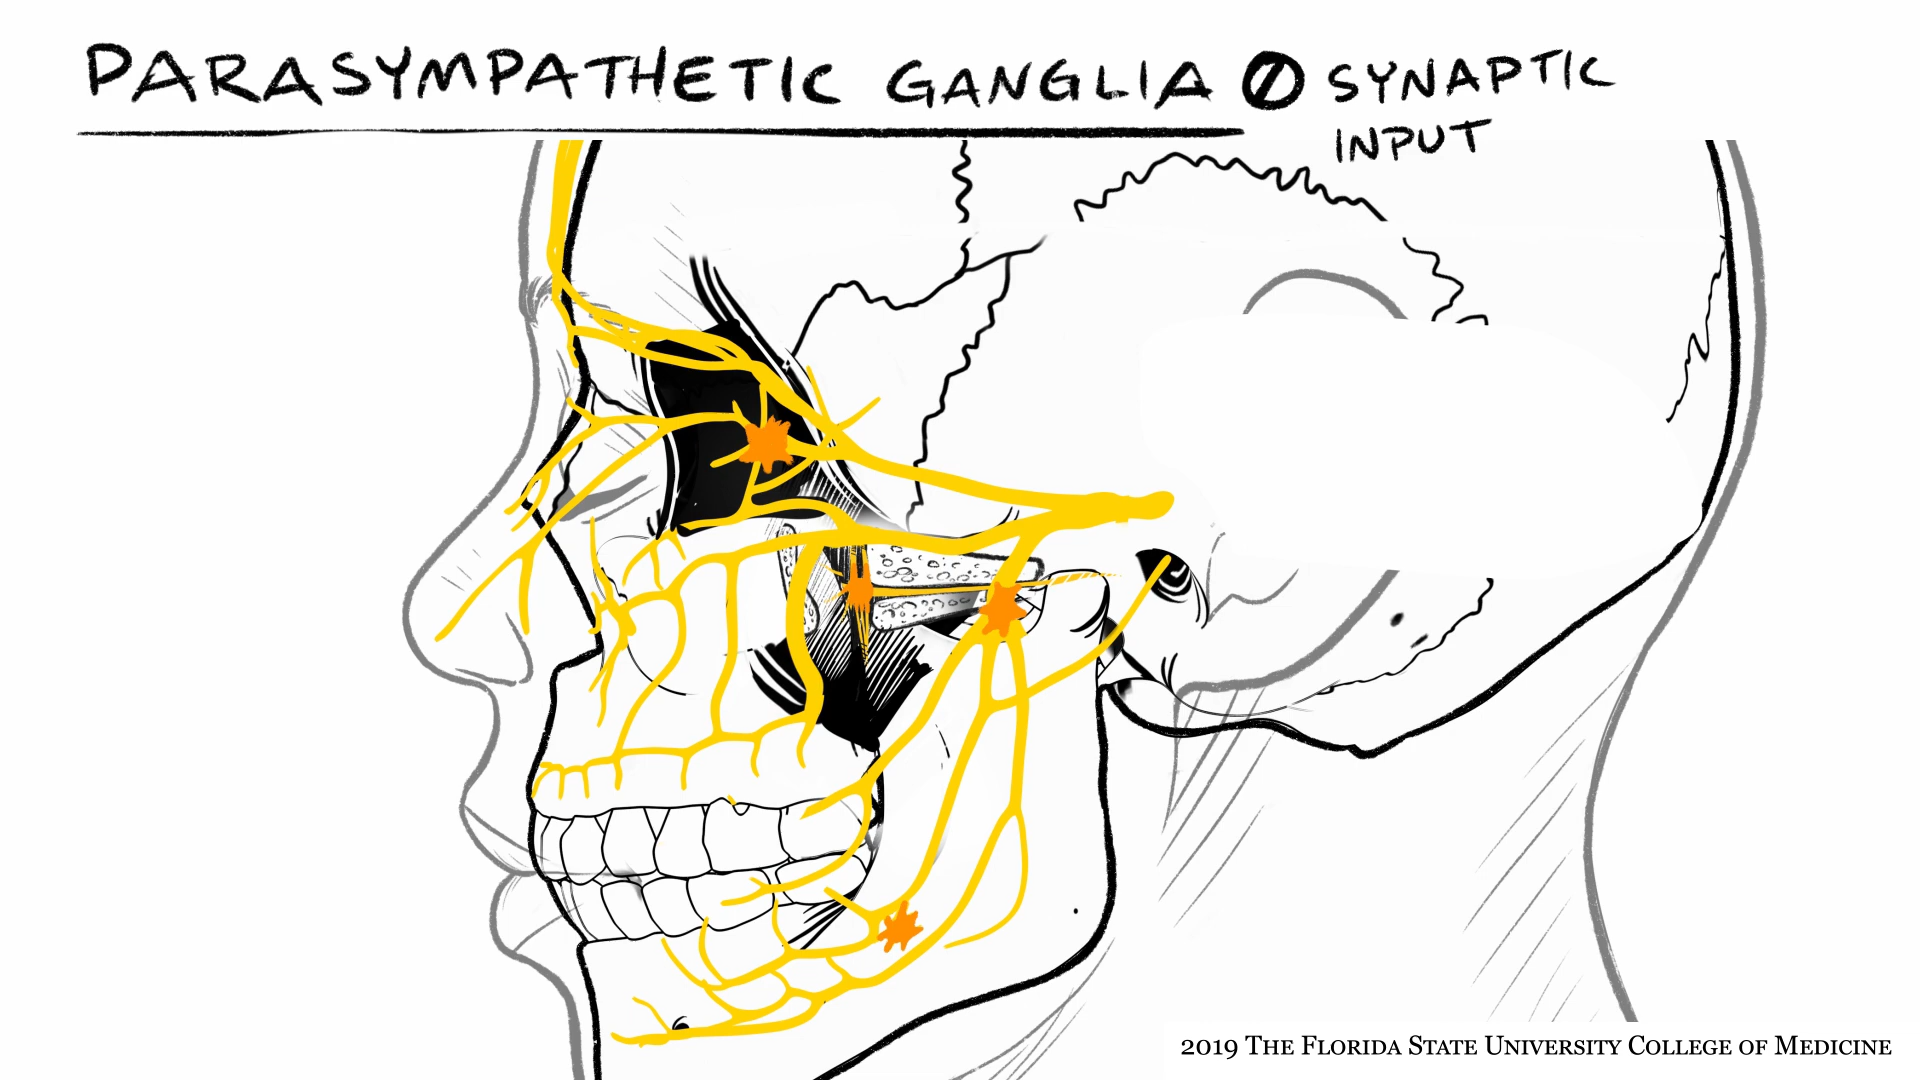 PARASYMPATHETIC GANGLIA ⊘ SYNAPTIC
INPUT
2019 THE FLORIDA STATE UNIVERSITY COLLEGE OF MEDICINE